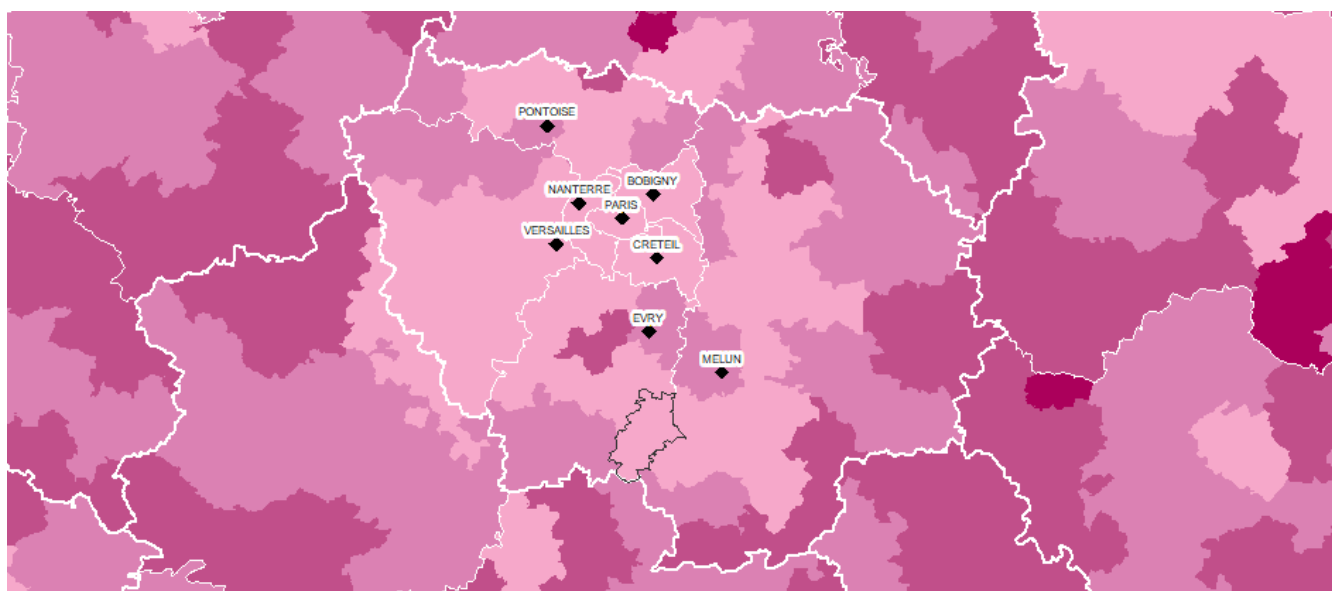 PONTOISE
BOBIGNY
NANTERRE
PARIS
VERSAILLES
CRETEIL
EVRY
MELUN